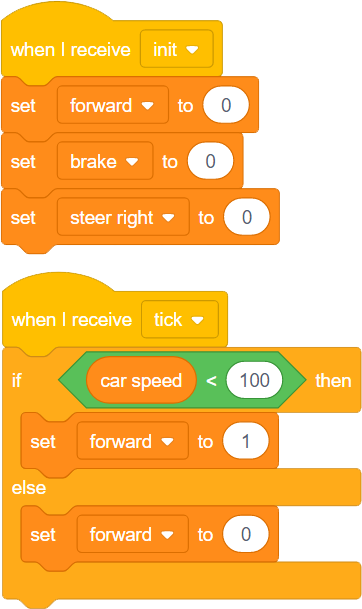 when I receive init
set forward to 0
set brake to 0
set steer right to 0
when I receive tick
if car speed < 100 then
set forward to 1
else
set forward to 0